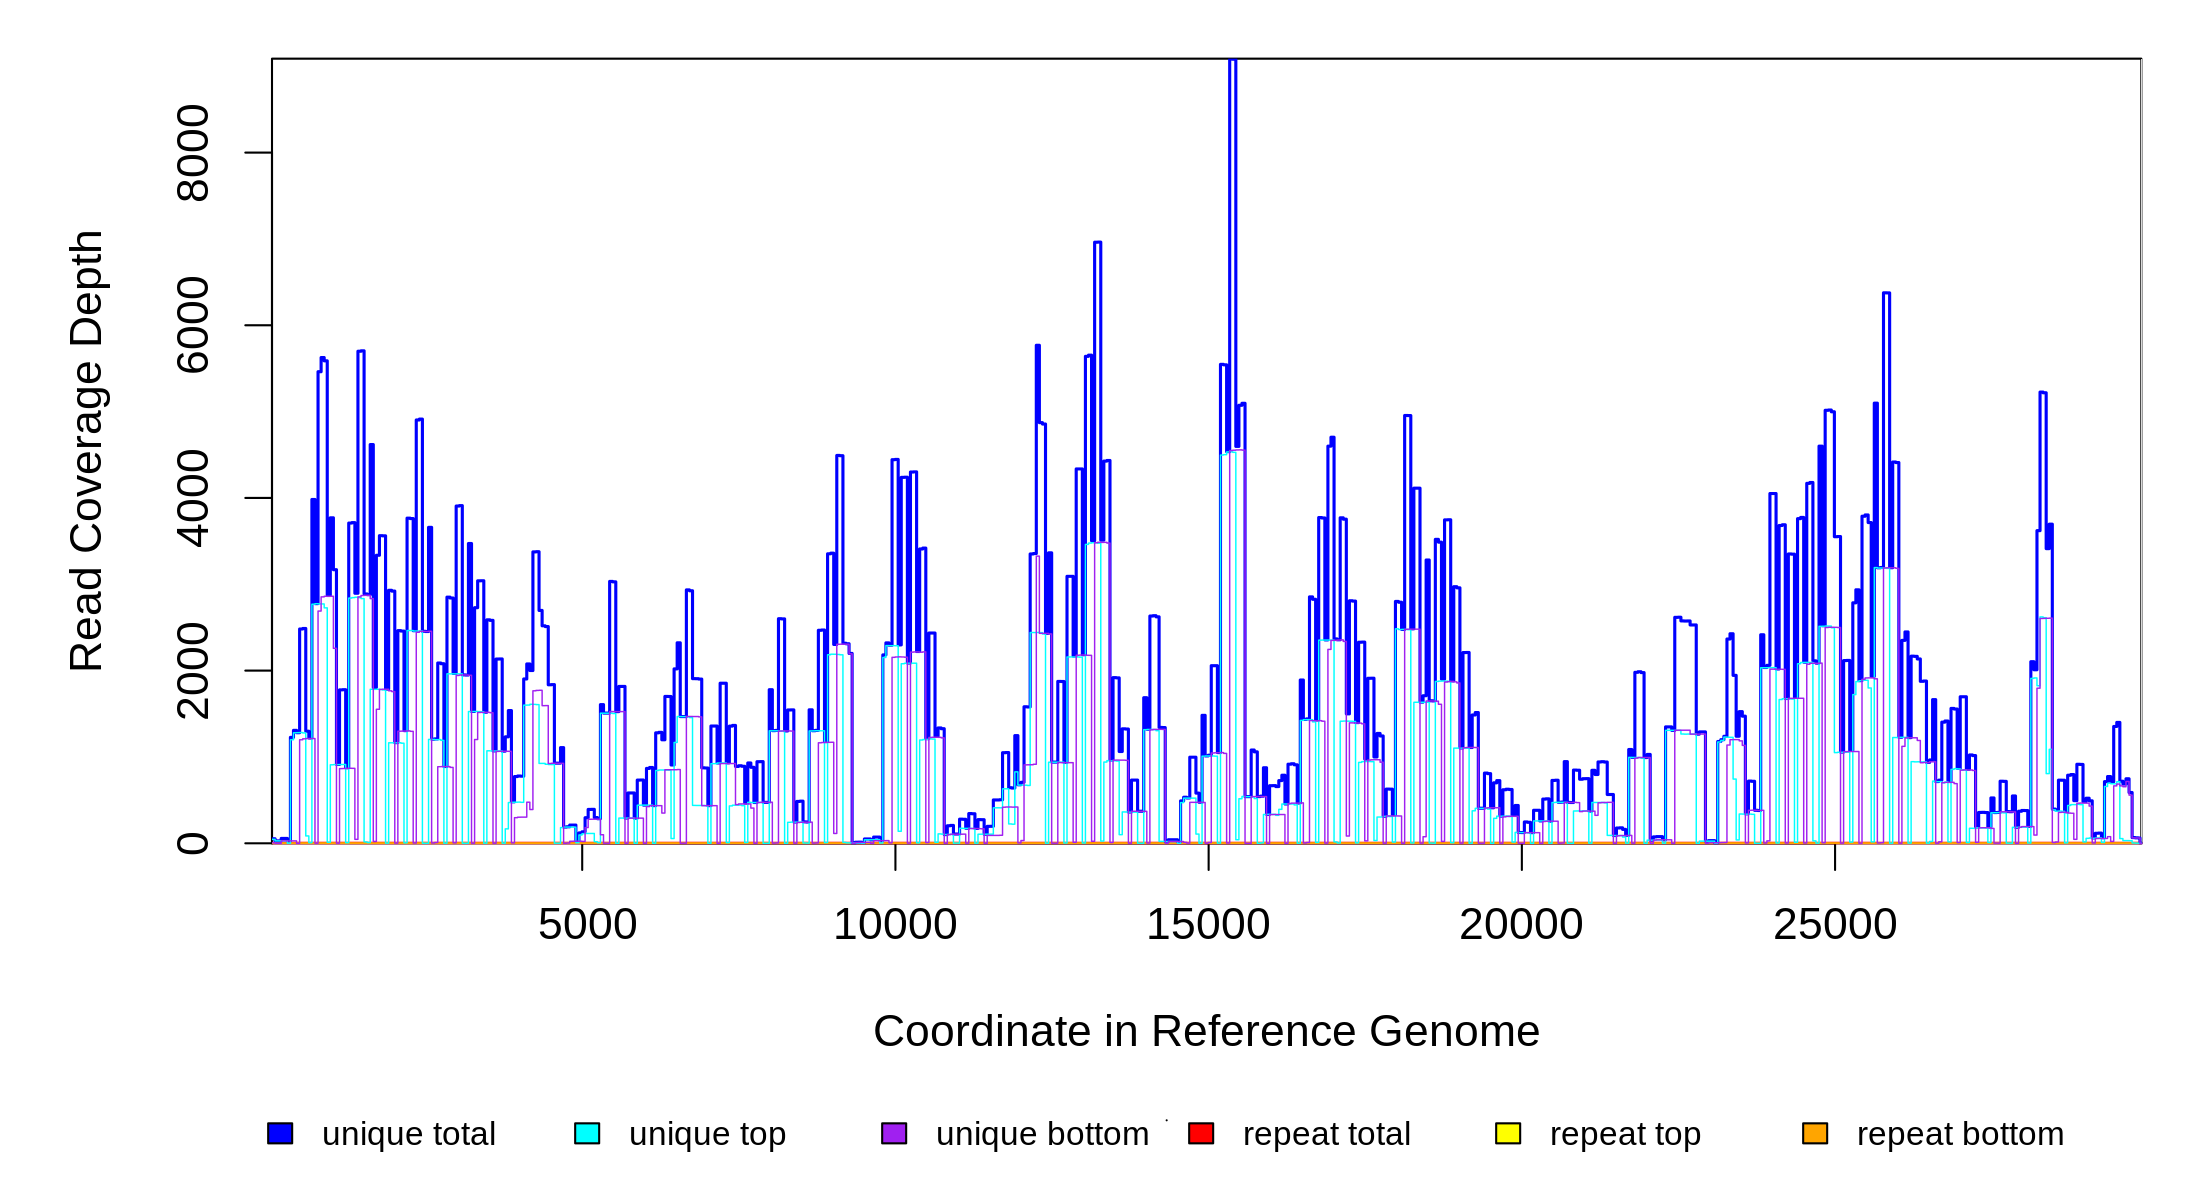 Read Coverage Depth
8000
6000
4000
2000
0
5000 10000 15000 20000 25000
Coordinate in Reference Genome
unique total unique top unique bottom repeat total repeat top repeat bottom